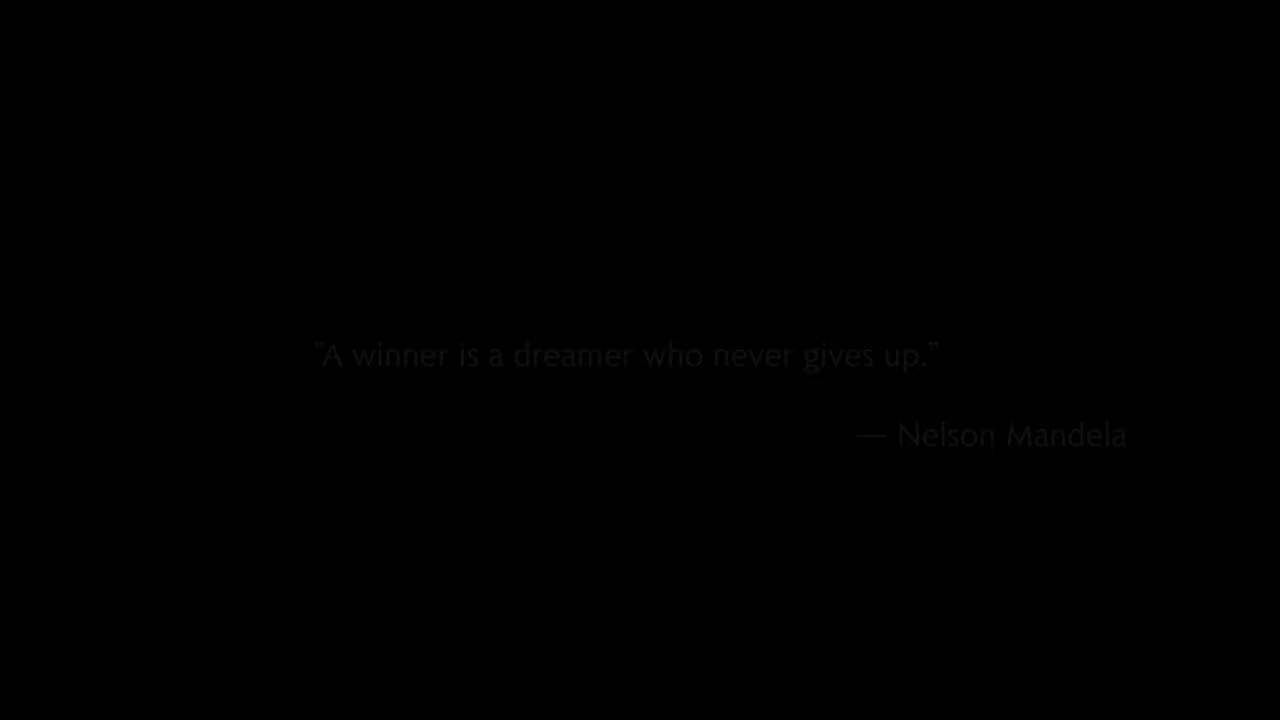 "A winner is a dreamer who never gives up.”
— Nelson Mandela